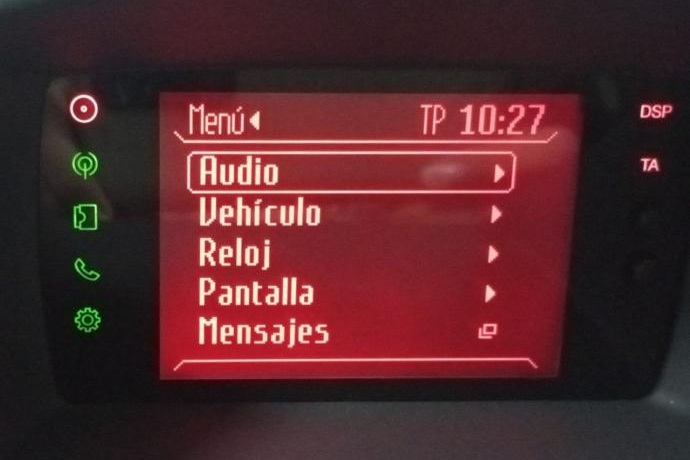 Menú TP 10:27 DSP
Audio TA
Vehículo
Reloj
Pantalla
Mensajes